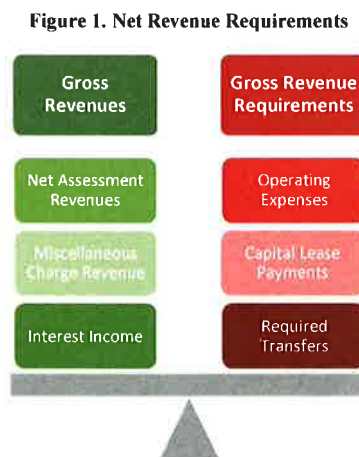 Figure 1. Net Revenue Requirements
Gross
Revenues
Gross Revenue
Requirements
Net Assessment
Revenues
Operating
Expenses
Miscellaneous
Charge Revenue
Capital Lease
Payments
Interest Income
Required
Transfers